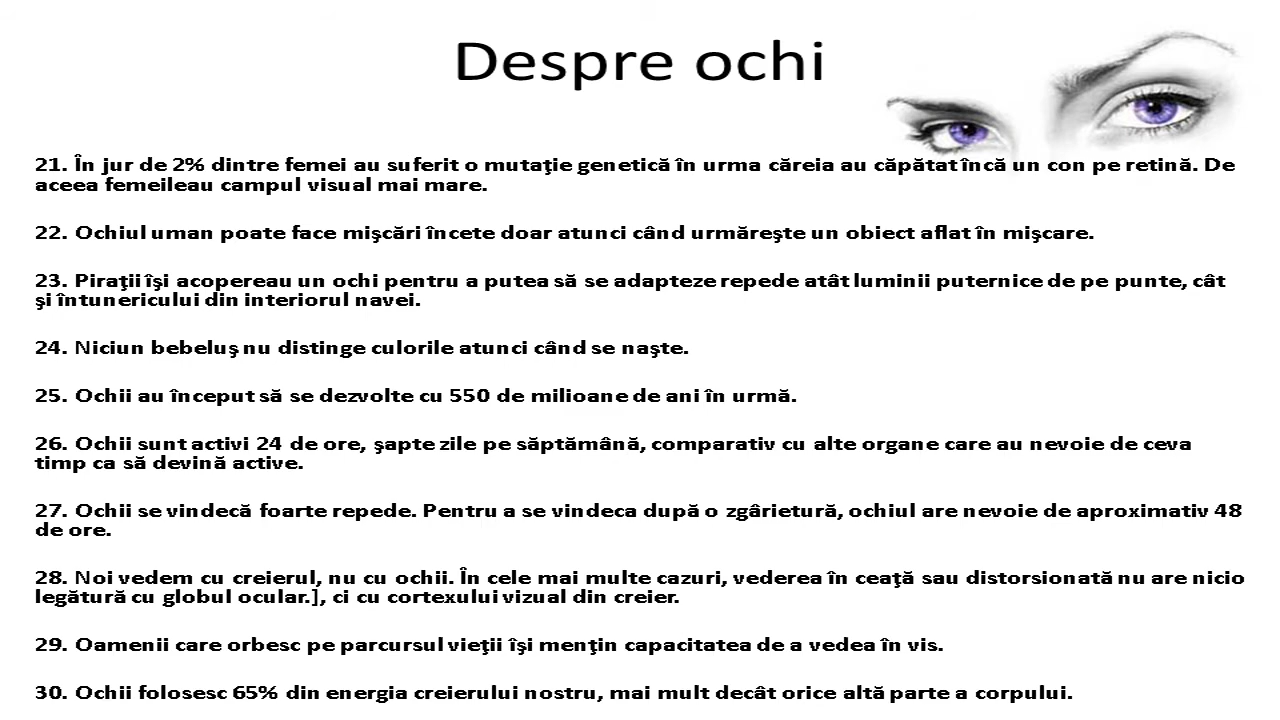 Despre ochi
21. În jur de 2% dintre femei au suferit o mutaţie genetică în urma căreia au căpătat încă un con pe retină. De
aceea femeileau campul visual mai mare.
22. Ochiul uman poate face mişcări încete doar atunci când urmăreşte un obiect aflat în mişcare.
23. Piraţii îşi acopereau un ochi pentru a putea să se adapteze repede atât luminii puternice de pe punte, cât
şi întunericului din interiorul navei.
24. Niciun bebeluş nu distinge culorile atunci când se naşte.
25. Ochii au început să se dezvolte cu 550 de milioane de ani în urmă.
26. Ochii sunt activi 24 de ore, şapte zile pe săptămână, comparativ cu alte organe care au nevoie de ceva
timp ca să devină active.
27. Ochii se vindecă foarte repede. Pentru a se vindeca după o zgârietură, ochiul are nevoie de aproximativ 48
de ore.
28. Noi vedem cu creierul, nu cu ochii. În cele mai multe cazuri, vederea în ceaţă sau distorsionată nu are nicio
legătură cu globul ocular.], ci cu cortexului vizual din creier.
29. Oamenii care orbesc pe parcursul vieţii îşi menţin capacitatea de a vedea în vis.
30. Ochii folosesc 65% din energia creierului nostru, mai mult decât orice altă parte a corpului.